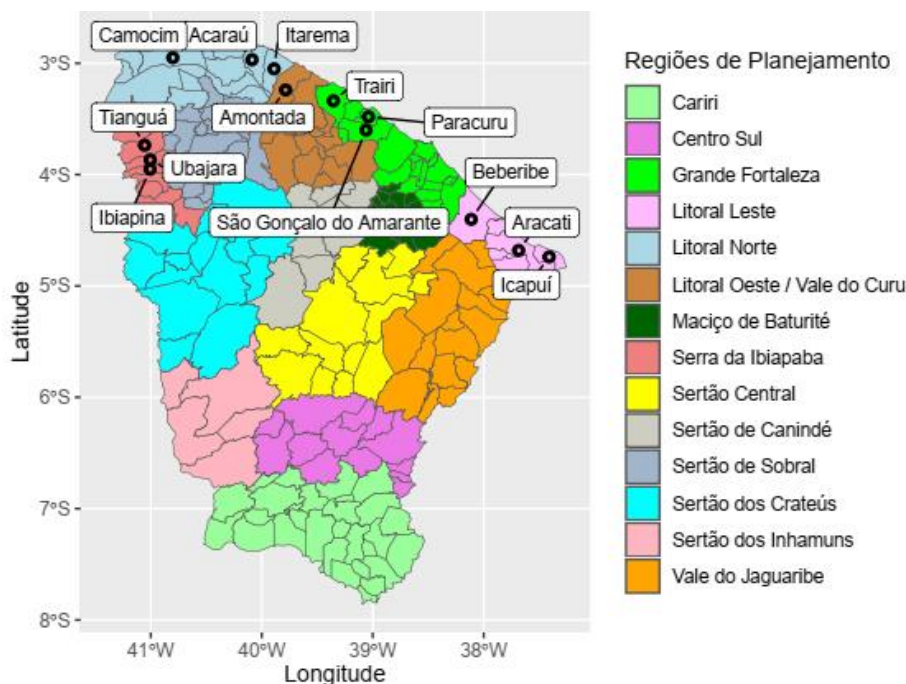 Camocim
Acaraú
Itarema
Trairi
Tianguá
Amontada
Paracuru
Ubajara
Beberibe
Ibiapina
São Gonçalo do Amarante
Aracati
Icapuí
3°S
4°S
5°S
6°S
7°S
8°S
Latitude
41°W
40°W
39°W
38°W
Longitude
Regiões de Planejamento
Cariri
Centro Sul
Grande Fortaleza
Litoral Leste
Litoral Norte
Litoral Oeste / Vale do Curu
Maciço de Baturité
Serra da Ibiapaba
Sertão Central
Sertão de Canindé
Sertão de Sobral
Sertão dos Crateús
Sertão dos Inhamuns
Vale do Jaguaribe